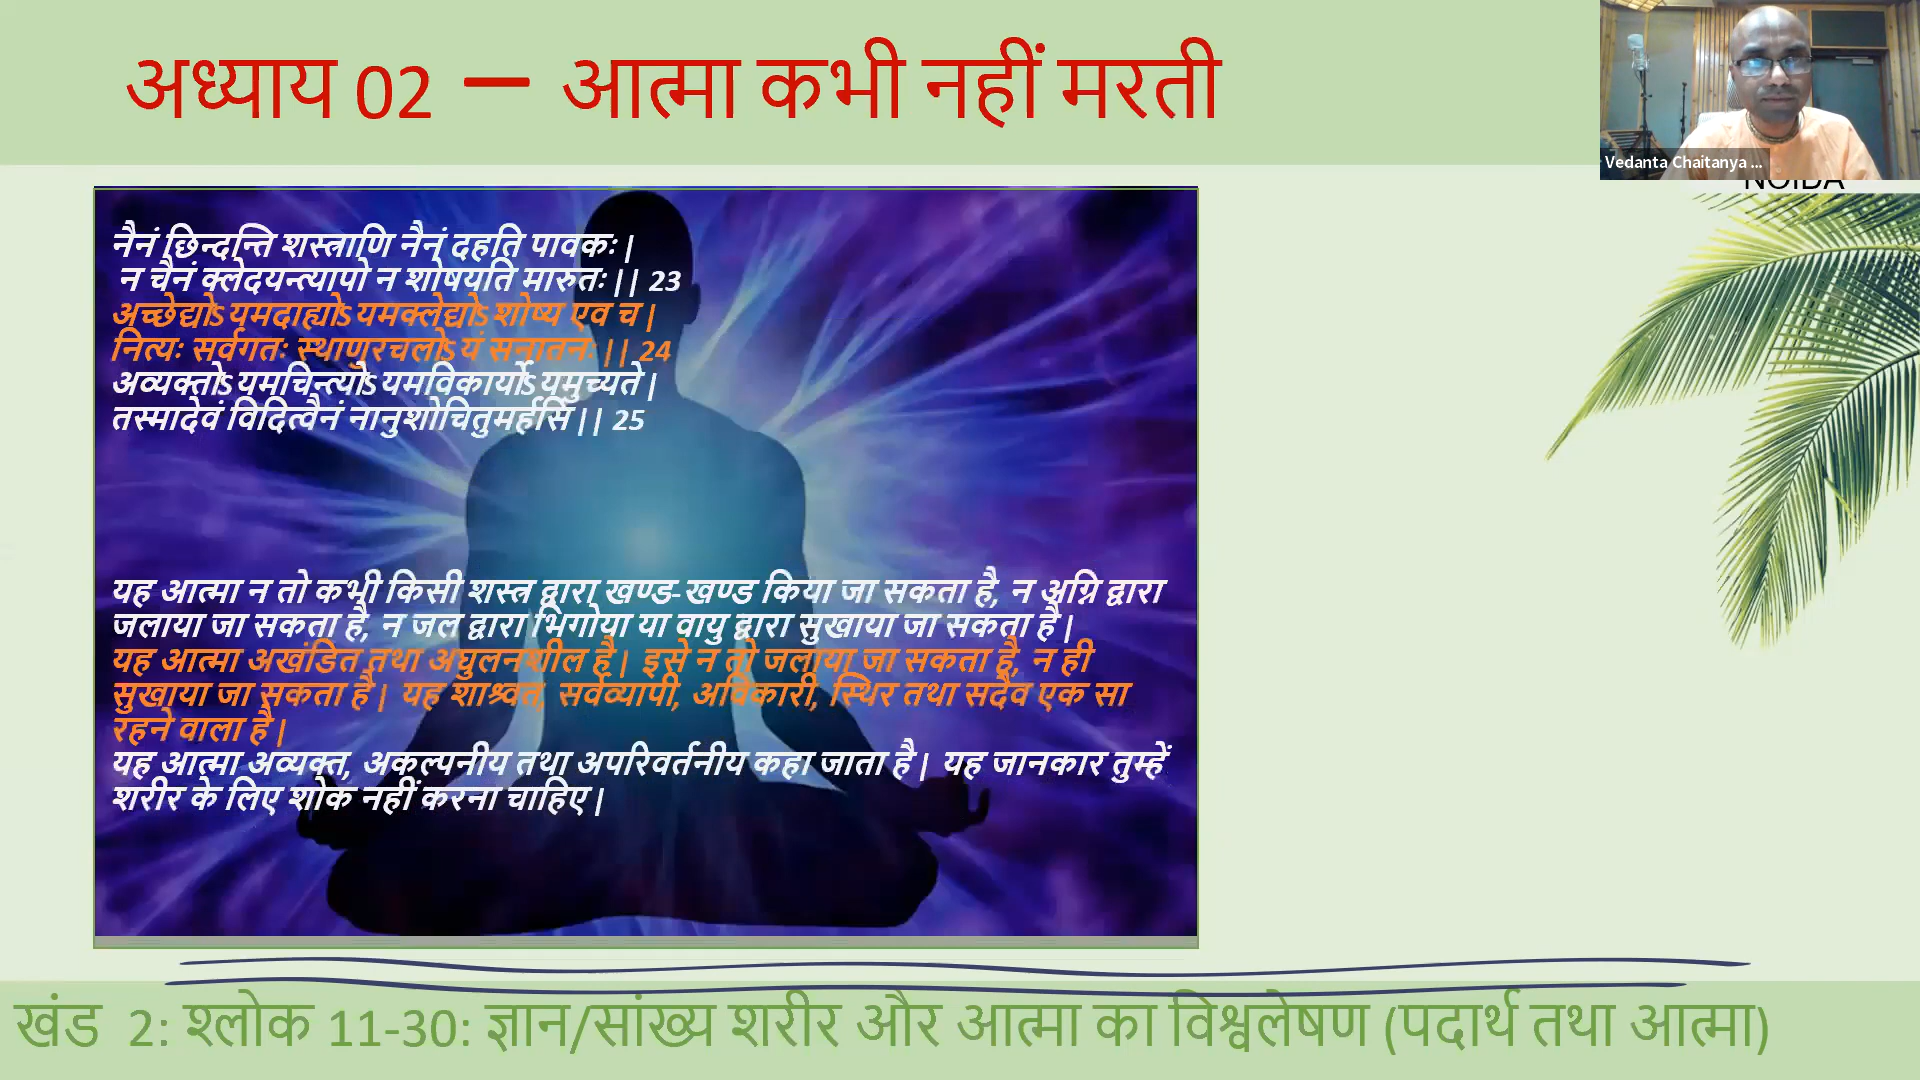 अध्याय 02 – आत्मा कभी नहीं मरती
Vedanta Chaitanya ...
NOIDA
नैनं छिन्दन्ति शस्त्राणि नैनं दहति पावकः |
न चैनं क्लेदयन्त्यापो न शोषयति मारुतः || 23
अच्छेद्योऽयमदाह्योऽयमक्लेद्योऽशोष्य एव च |
नित्यः सर्वगतः स्थाणुरचलोऽयं सनातनः || 24
अव्यक्तोऽयमचिन्त्योऽयमविकार्योऽयमुच्यते |
तस्मादेवं विदित्वैनं नानुशोचितुमर्हसि || 25
यह आत्मा न तो कभी किसी शस्त्र द्वारा खण्ड-खण्ड किया जा सकता है, न अग्नि द्वारा
जलाया जा सकता है, न जल द्वारा भिगोया या वायु द्वारा सुखाया जा सकता है |
यह आत्मा अखंडित तथा अघुलनशील है | इसे न तो जलाया जा सकता है, न ही
सुखाया जा सकता है | यह शाश्र्वत, सर्वव्यापी, अविकारी, स्थिर तथा सदैव एक सा
रहने वाला है |
यह आत्मा अव्यक्त, अकल्पनीय तथा अपरिवर्तनीय कहा जाता है | यह जानकार तुम्हें
शरीर के लिए शोक नहीं करना चाहिए |
खंड 2: श्लोक 11-30: ज्ञान/सांख्य शरीर और आत्मा का विश्वलेषण (पदार्थ तथा आत्मा)